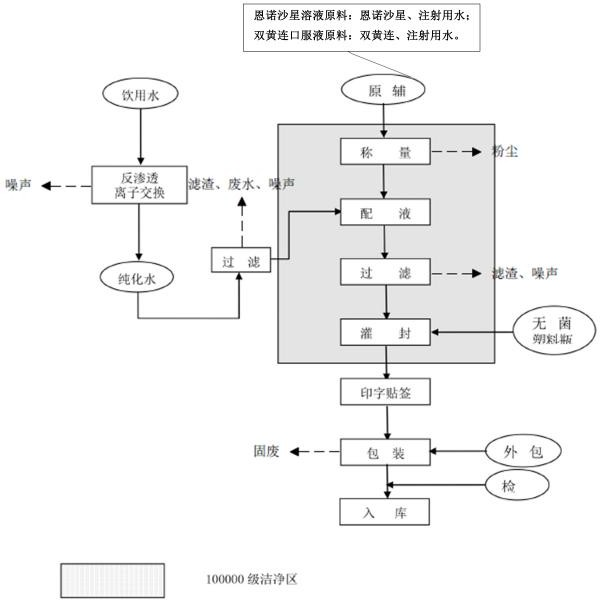 恩诺沙星溶液原料：恩诺沙星、注射用水；
双黄连口服液原料：双黄连、注射用水。
饮用水
原 辅
称 量
粉尘
反渗透
离子交换
噪声
滤渣、废水、噪声
配 液
过 滤
纯化水
过 滤
滤渣、噪声
灌 封
无 菌
塑料瓶
印字贴签
固废
包 装
外 包
检
入 库
100000 级洁净区